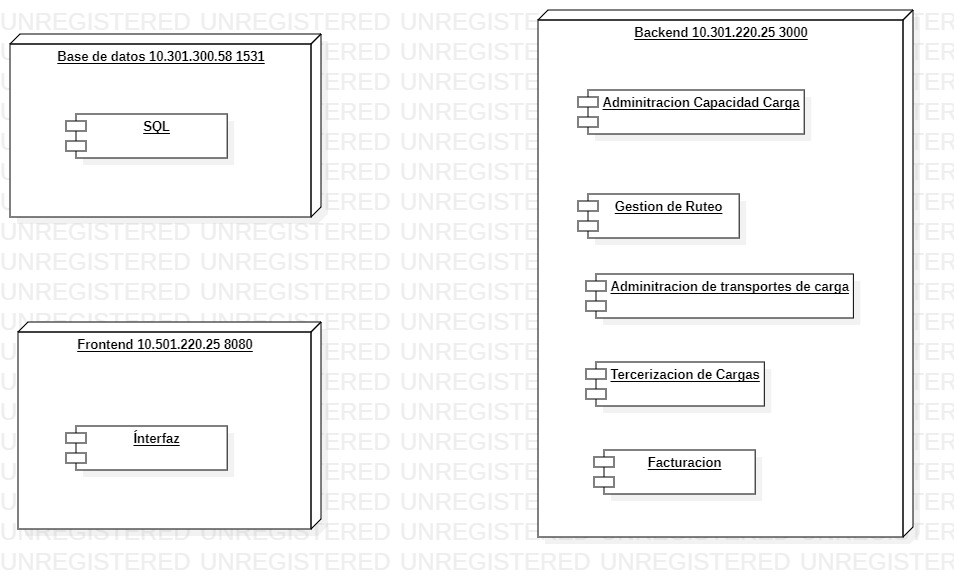 Base de datos 10.301.300.58 1531
SQL
Frontend 10.501.220.25 8080
Ínterfaz
Backend 10.301.220.25 3000
Adminitracion Capacidad Carga
Gestion de Ruteo
Adminitracion de transportes de carga
Tercerizacion de Cargas
Facturacion
UNREGISTERED